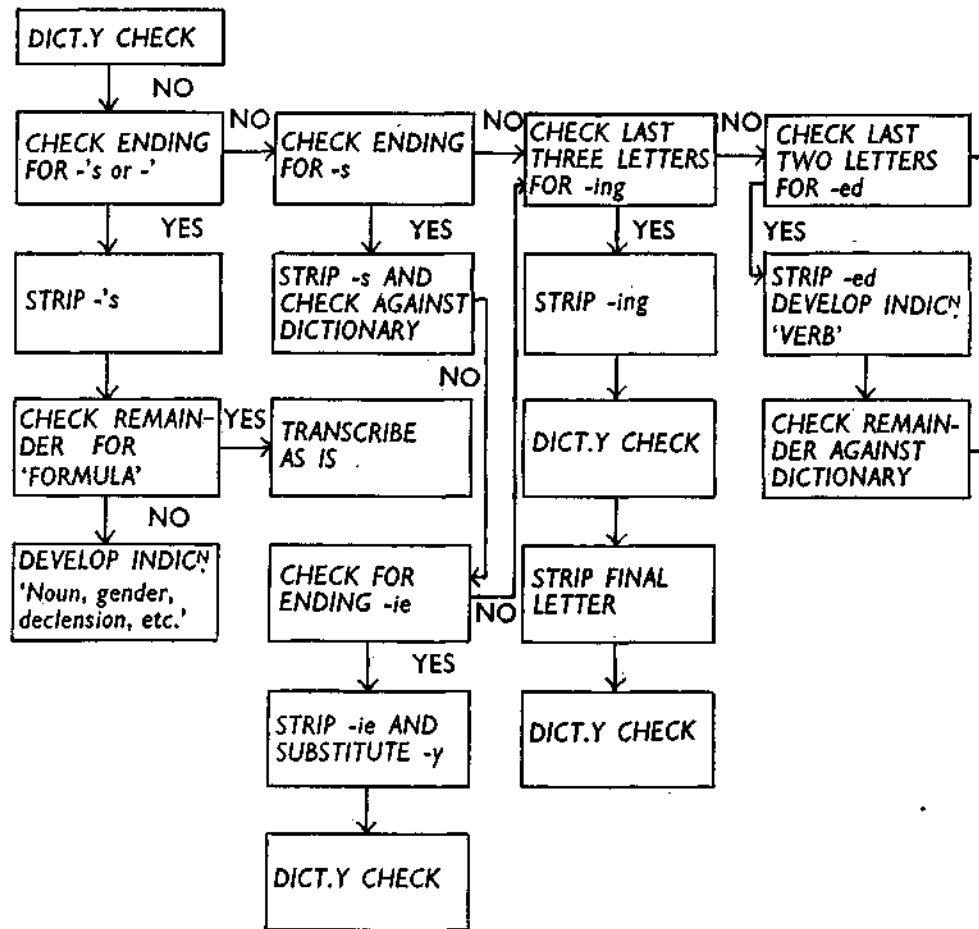 DICT.Y CHECK
NO
CHECK ENDING
FOR -'s or -'
NO
CHECK ENDING
FOR -s
NO
CHECK LAST
THREE LETTERS
FOR -ing
NO
CHECK LAST
TWO LETTERS
FOR -ed
YES
STRIP -'s
YES
STRIP -s AND
CHECK AGAINST
DICTIONARY
YES
STRIP -ing
YES
STRIP -ed
DEVELOP INDICN.
'VERB'
NO
CHECK REMAIN-
DER FOR
'FORMULA'
YES
TRANSCRIBE
AS IS
DICT.Y CHECK
CHECK REMAIN-
DER AGAINST
DICTIONARY
NO
DEVELOP INDICN.
'Noun, gender,
declension, etc.'
CHECK FOR
ENDING -ie
NO
STRIP FINAL
LETTER
YES
STRIP -ie AND
SUBSTITUTE -y
DICT.Y CHECK
DICT.Y CHECK